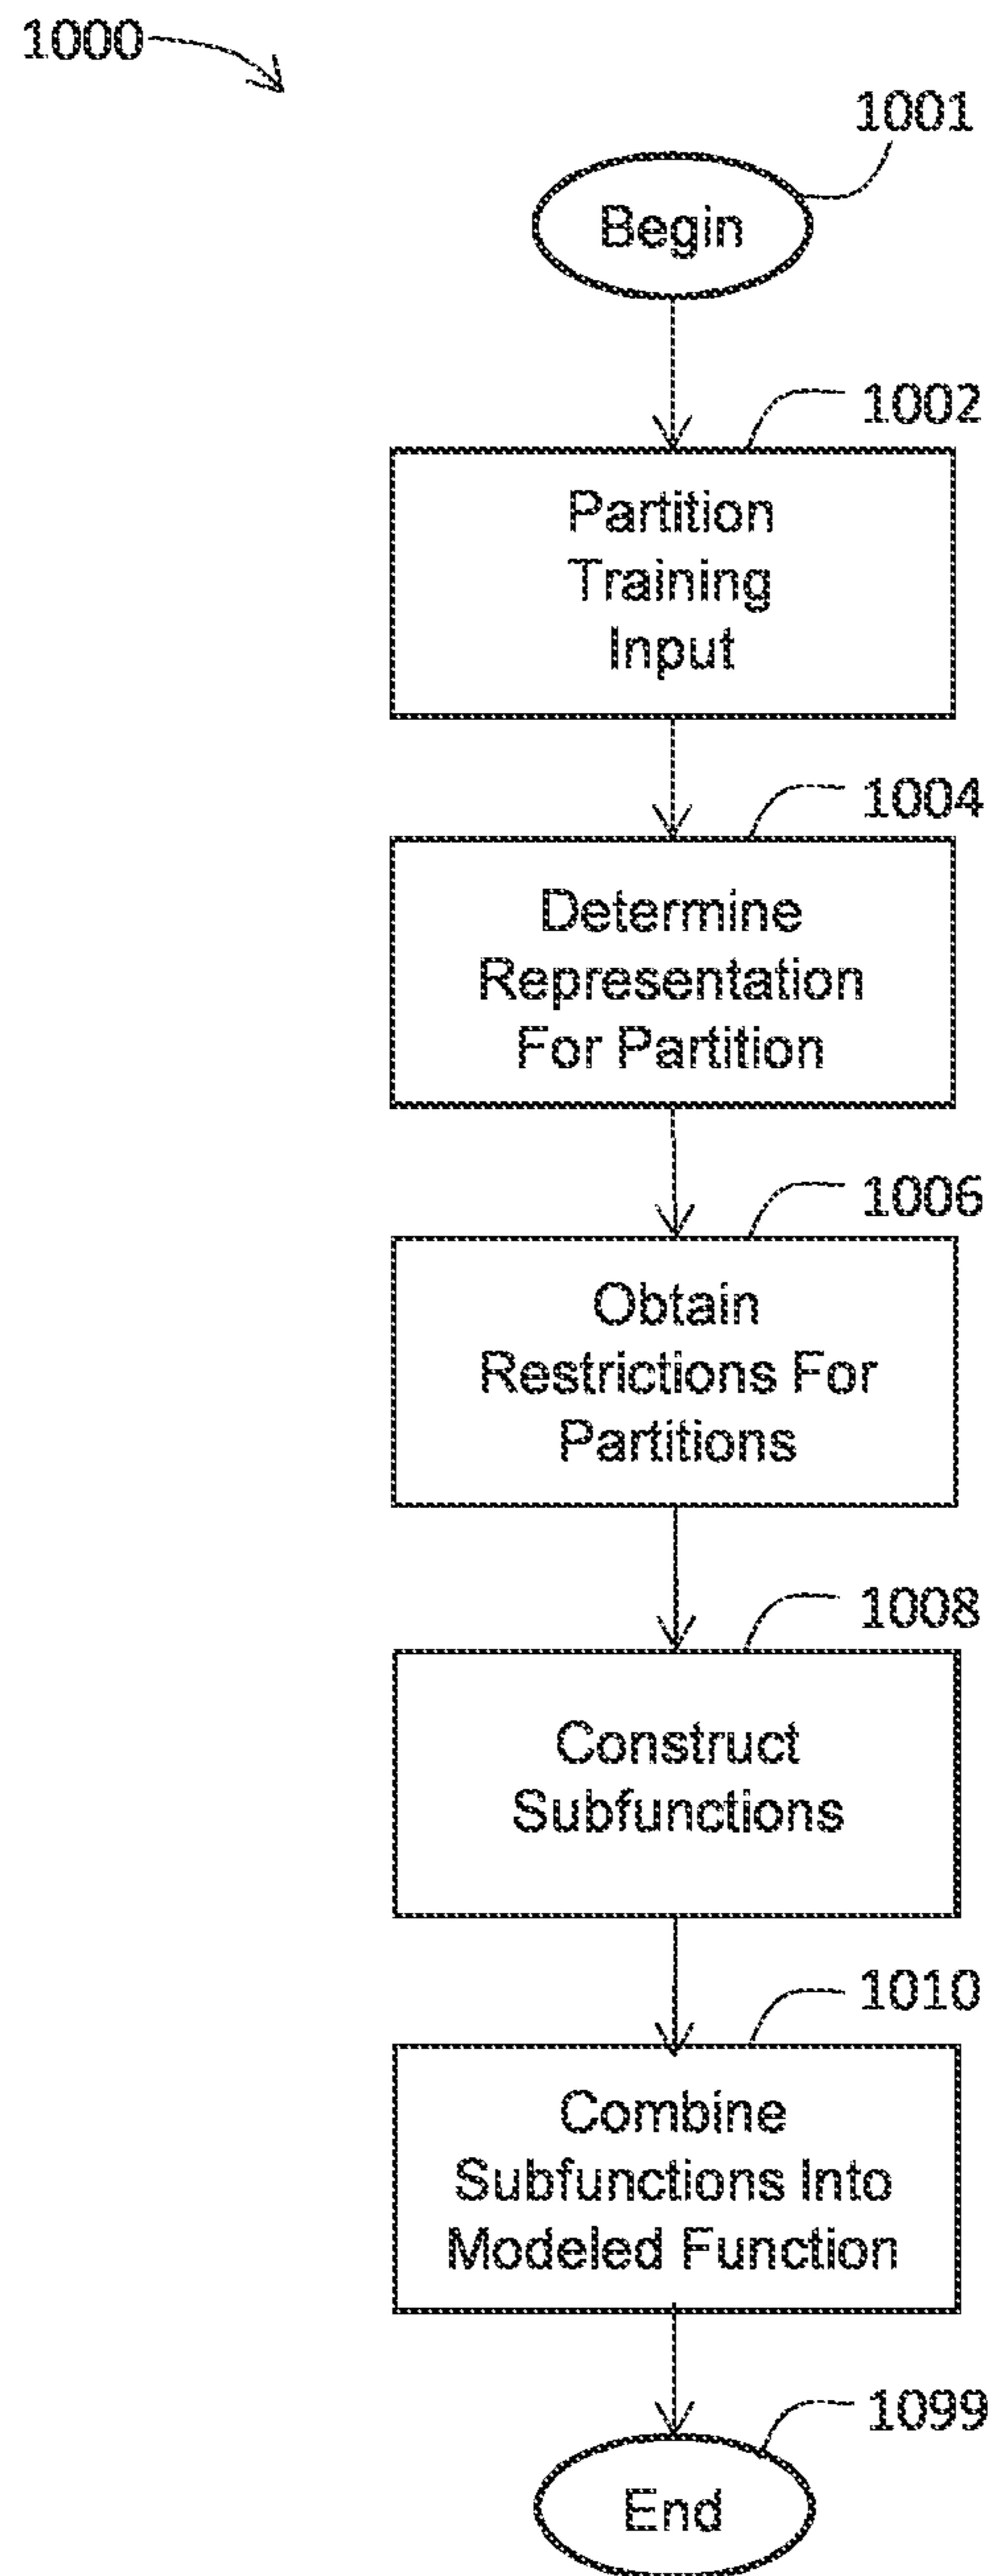 1000
1001
Begin
1002
Partition
Training
Input
1004
Determine
Representation
For Partition
1006
Obtain
Restrictions For
Partitions
1008
Construct
Subfunctions
1010
Combine
Subfunctions Into
Modeled Function
1099
End